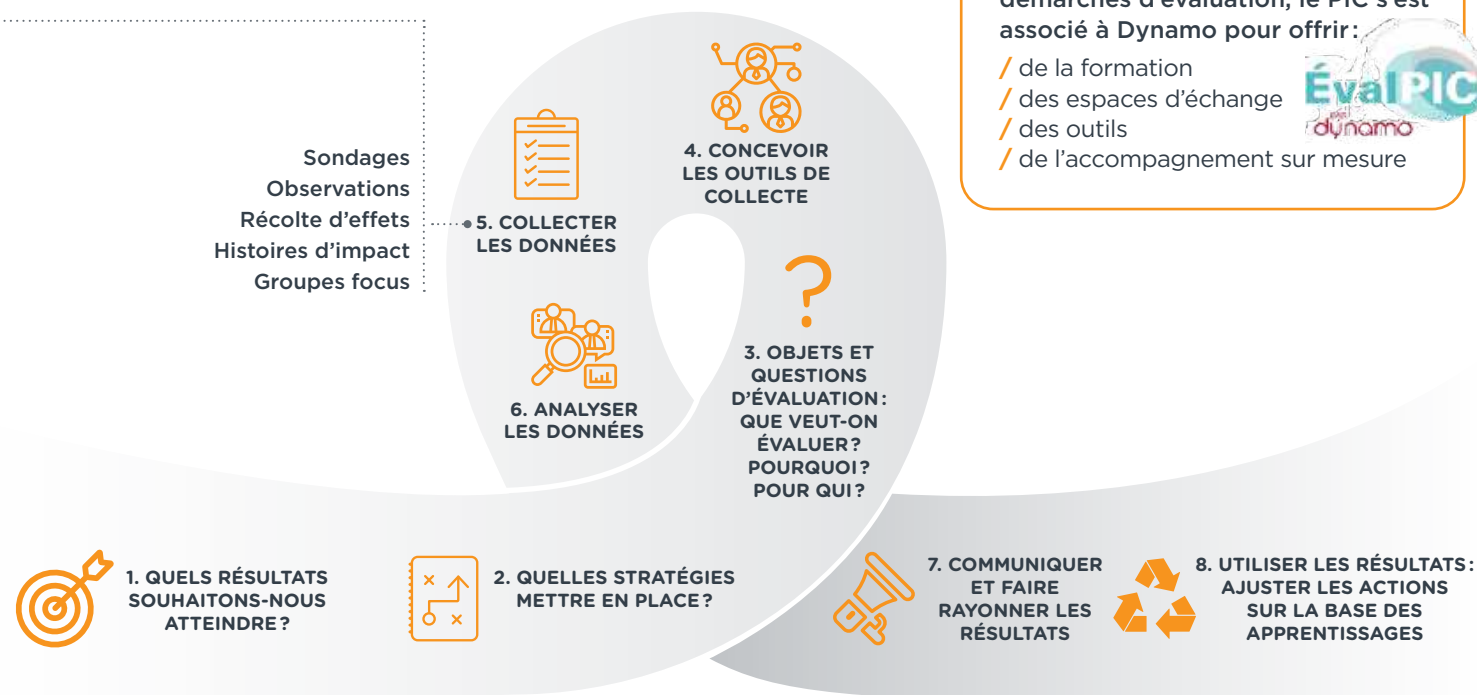 démarches d'évaluation, le PIC s'est
associé à Dynamo pour offrir :
/ de la formation
/ des espaces d'échange
/ des outils
/ de l'accompagnement sur mesure
ÉvalPIC
dynamo
Sondages
Observations
Récolte d'effets
Histoires d'impact
Groupes focus
1. QUELS RÉSULTATS
SOUHAITONS-NOUS
ATTEINDRE ?
2. QUELLES STRATÉGIES
METTRE EN PLACE ?
3. OBJETS ET
QUESTIONS
D'ÉVALUATION :
QUE VEUT-ON
ÉVALUER ?
POURQUOI ?
POUR QUI ?
4. CONCEVOIR
LES OUTILS DE
COLLECTE
5. COLLECTER
LES DONNÉES
6. ANALYSER
LES DONNÉES
7. COMMUNIQUER
ET FAIRE
RAYONNER LES
RÉSULTATS
8. UTILISER LES RÉSULTATS :
AJUSTER LES ACTIONS
SUR LA BASE DES
APPRENTISSAGES